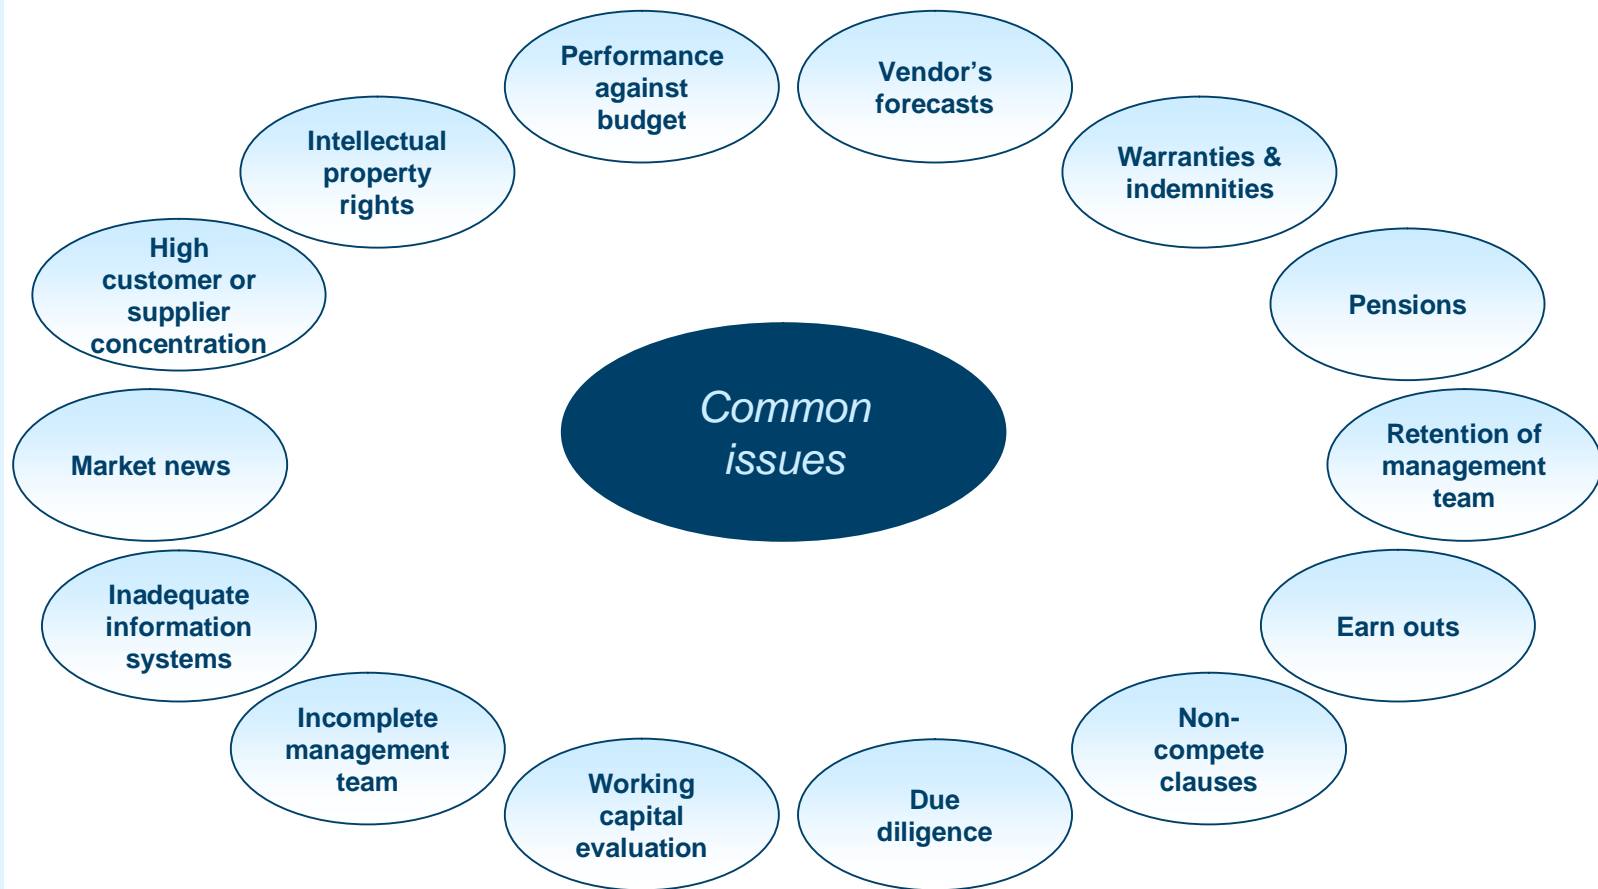 Performance
against
budget
Vendor’s
forecasts
Warranties &
indemnities
Pensions
Retention of
management
team
Earn outs
Non-
compete
clauses
Due
diligence
Working
capital
evaluation
Incomplete
management
team
Inadequate
information
systems
Market news
High
customer or
supplier
concentration
Intellectual
property
rights
Common
issues